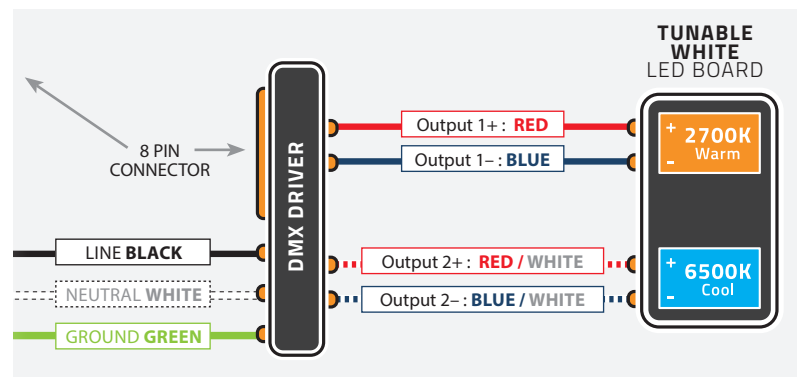 TUNABLE
WHITE
LED BOARD
8 PIN
CONNECTOR
DMX DRIVER
Output 1+ : RED
Output 1– : BLUE
+ 2700K
- Warm
LINE BLACK
NEUTRAL WHITE
GROUND GREEN
Output 2+ : RED / WHITE
Output 2– : BLUE / WHITE
+ 6500K
- Cool